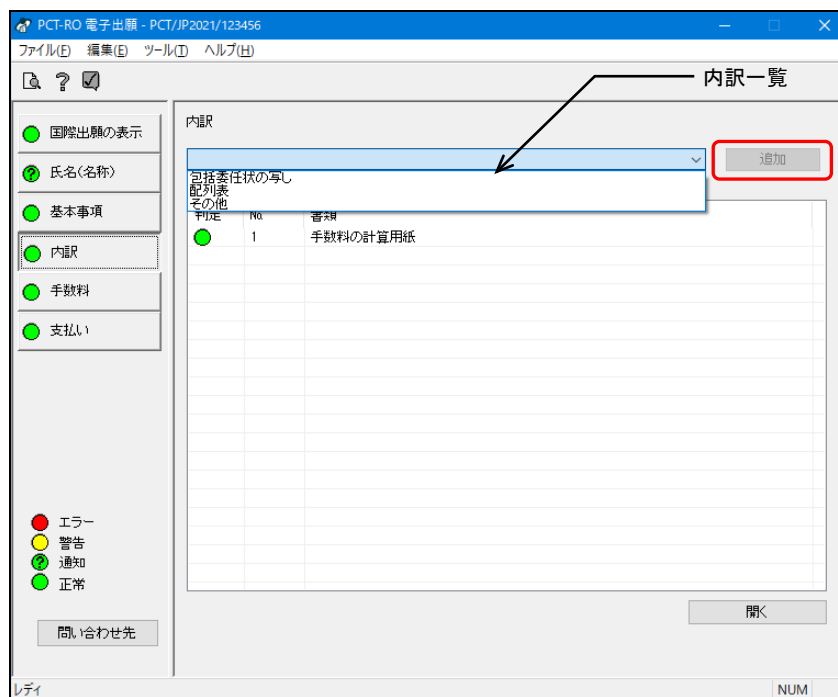 PCT-RO 電子出願 - PCT/JP2021/123456
ファイル(F) 編集(E) ツール(T) ヘルプ(H)
内訳一覧
国際出願の表示
氏名(名称)
基本事項
内訳
手数料
支払い
エラー
警告
通知
正常
問い合わせ先
内訳
追加
包括委任状の写し
配列表
その他
判定 No. 書類
1 手数料の計算用紙
開く
レディ
NUM